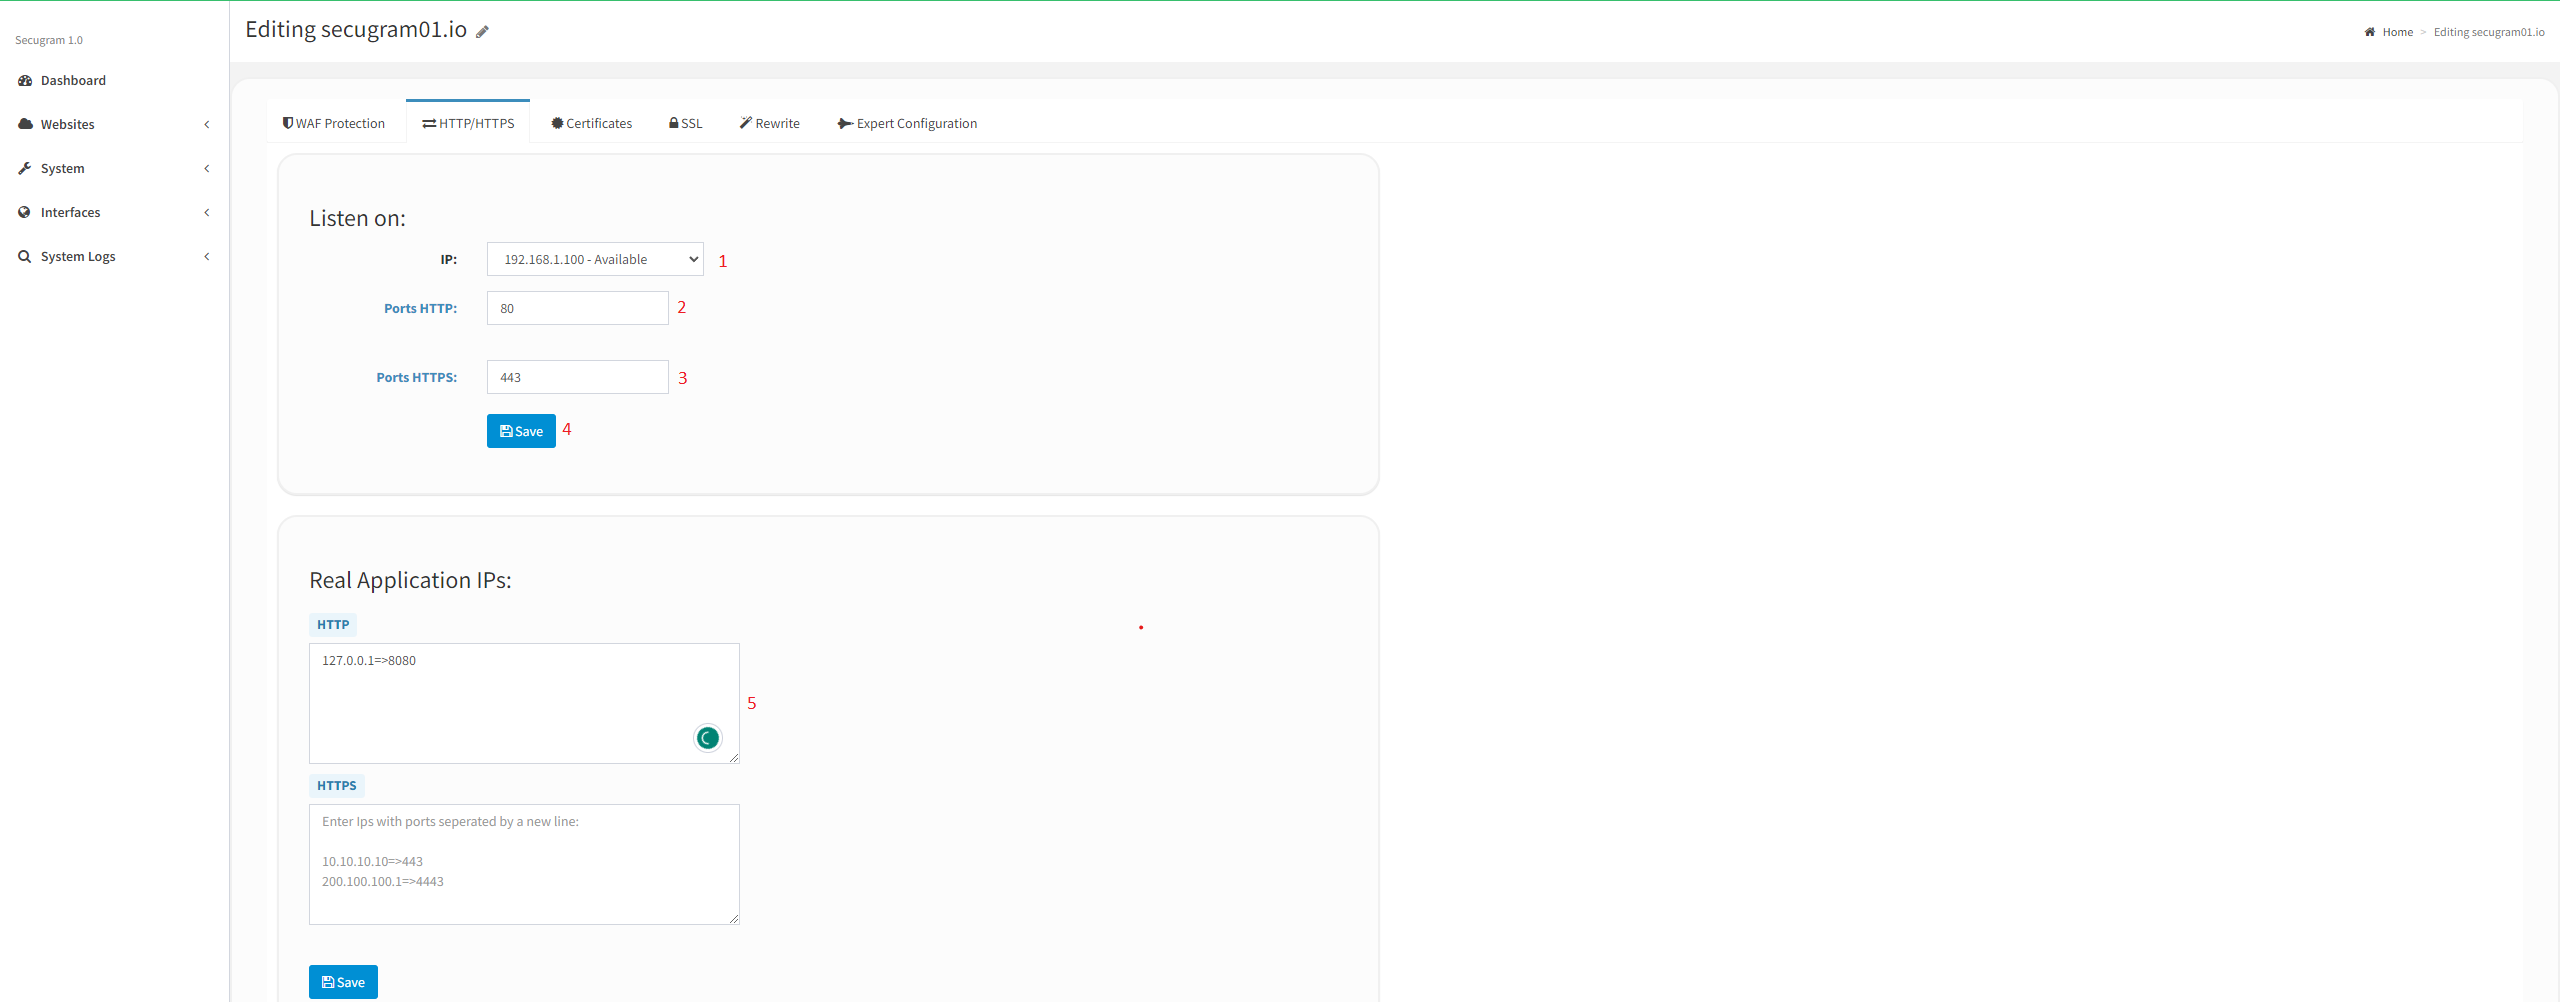 Editing secugram01.io
Home > Editing secugram01.io
Secugram 1.0
Dashboard
Websites
System
Interfaces
System Logs
WAF Protection
HTTP/HTTPS
Certificates
SSL
Rewrite
Expert Configuration
Listen on:
IP: 192.168.1.100 - Available 1
Ports HTTP: 80 2
Ports HTTPS: 443 3
Save 4
Real Application IPs:
HTTP
127.0.0.1=>8080
5
HTTPS
Enter Ips with ports seperated by a new line:
10.10.10.10=>443
200.100.100.1=>4443
Save